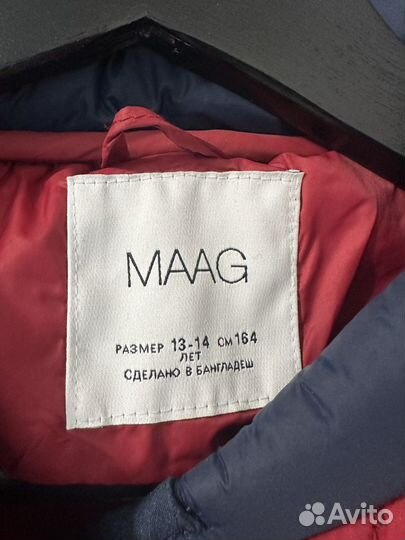 MAAG
РАЗМЕР 13-14 СМ 164
ЛЕТ
СДЕЛАНО В БАНГЛАДЕШ
Avito